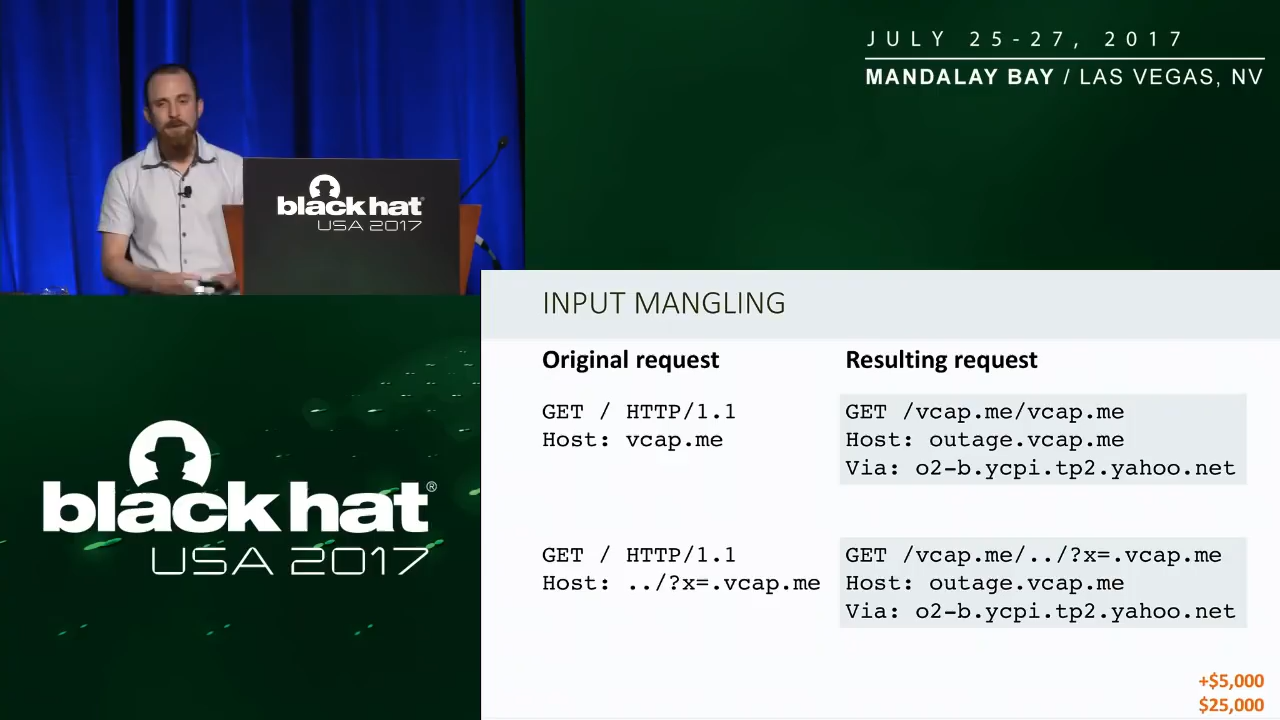 JULY 25-27, 2017
MANDALAY BAY / LAS VEGAS, NV
black hat®
USA 2017
INPUT MANGLING
Original request
Resulting request
GET / HTTP/1.1
Host: vcap.me
GET /vcap.me/vcap.me
Host: outage.vcap.me
Via: o2-b.ycpi.tp2.yahoo.net
GET / HTTP/1.1
Host: ../?x=.vcap.me
GET /vcap.me/../?x=.vcap.me
Host: outage.vcap.me
Via: o2-b.ycpi.tp2.yahoo.net
+$5,000
$25,000
black hat®
USA 2017